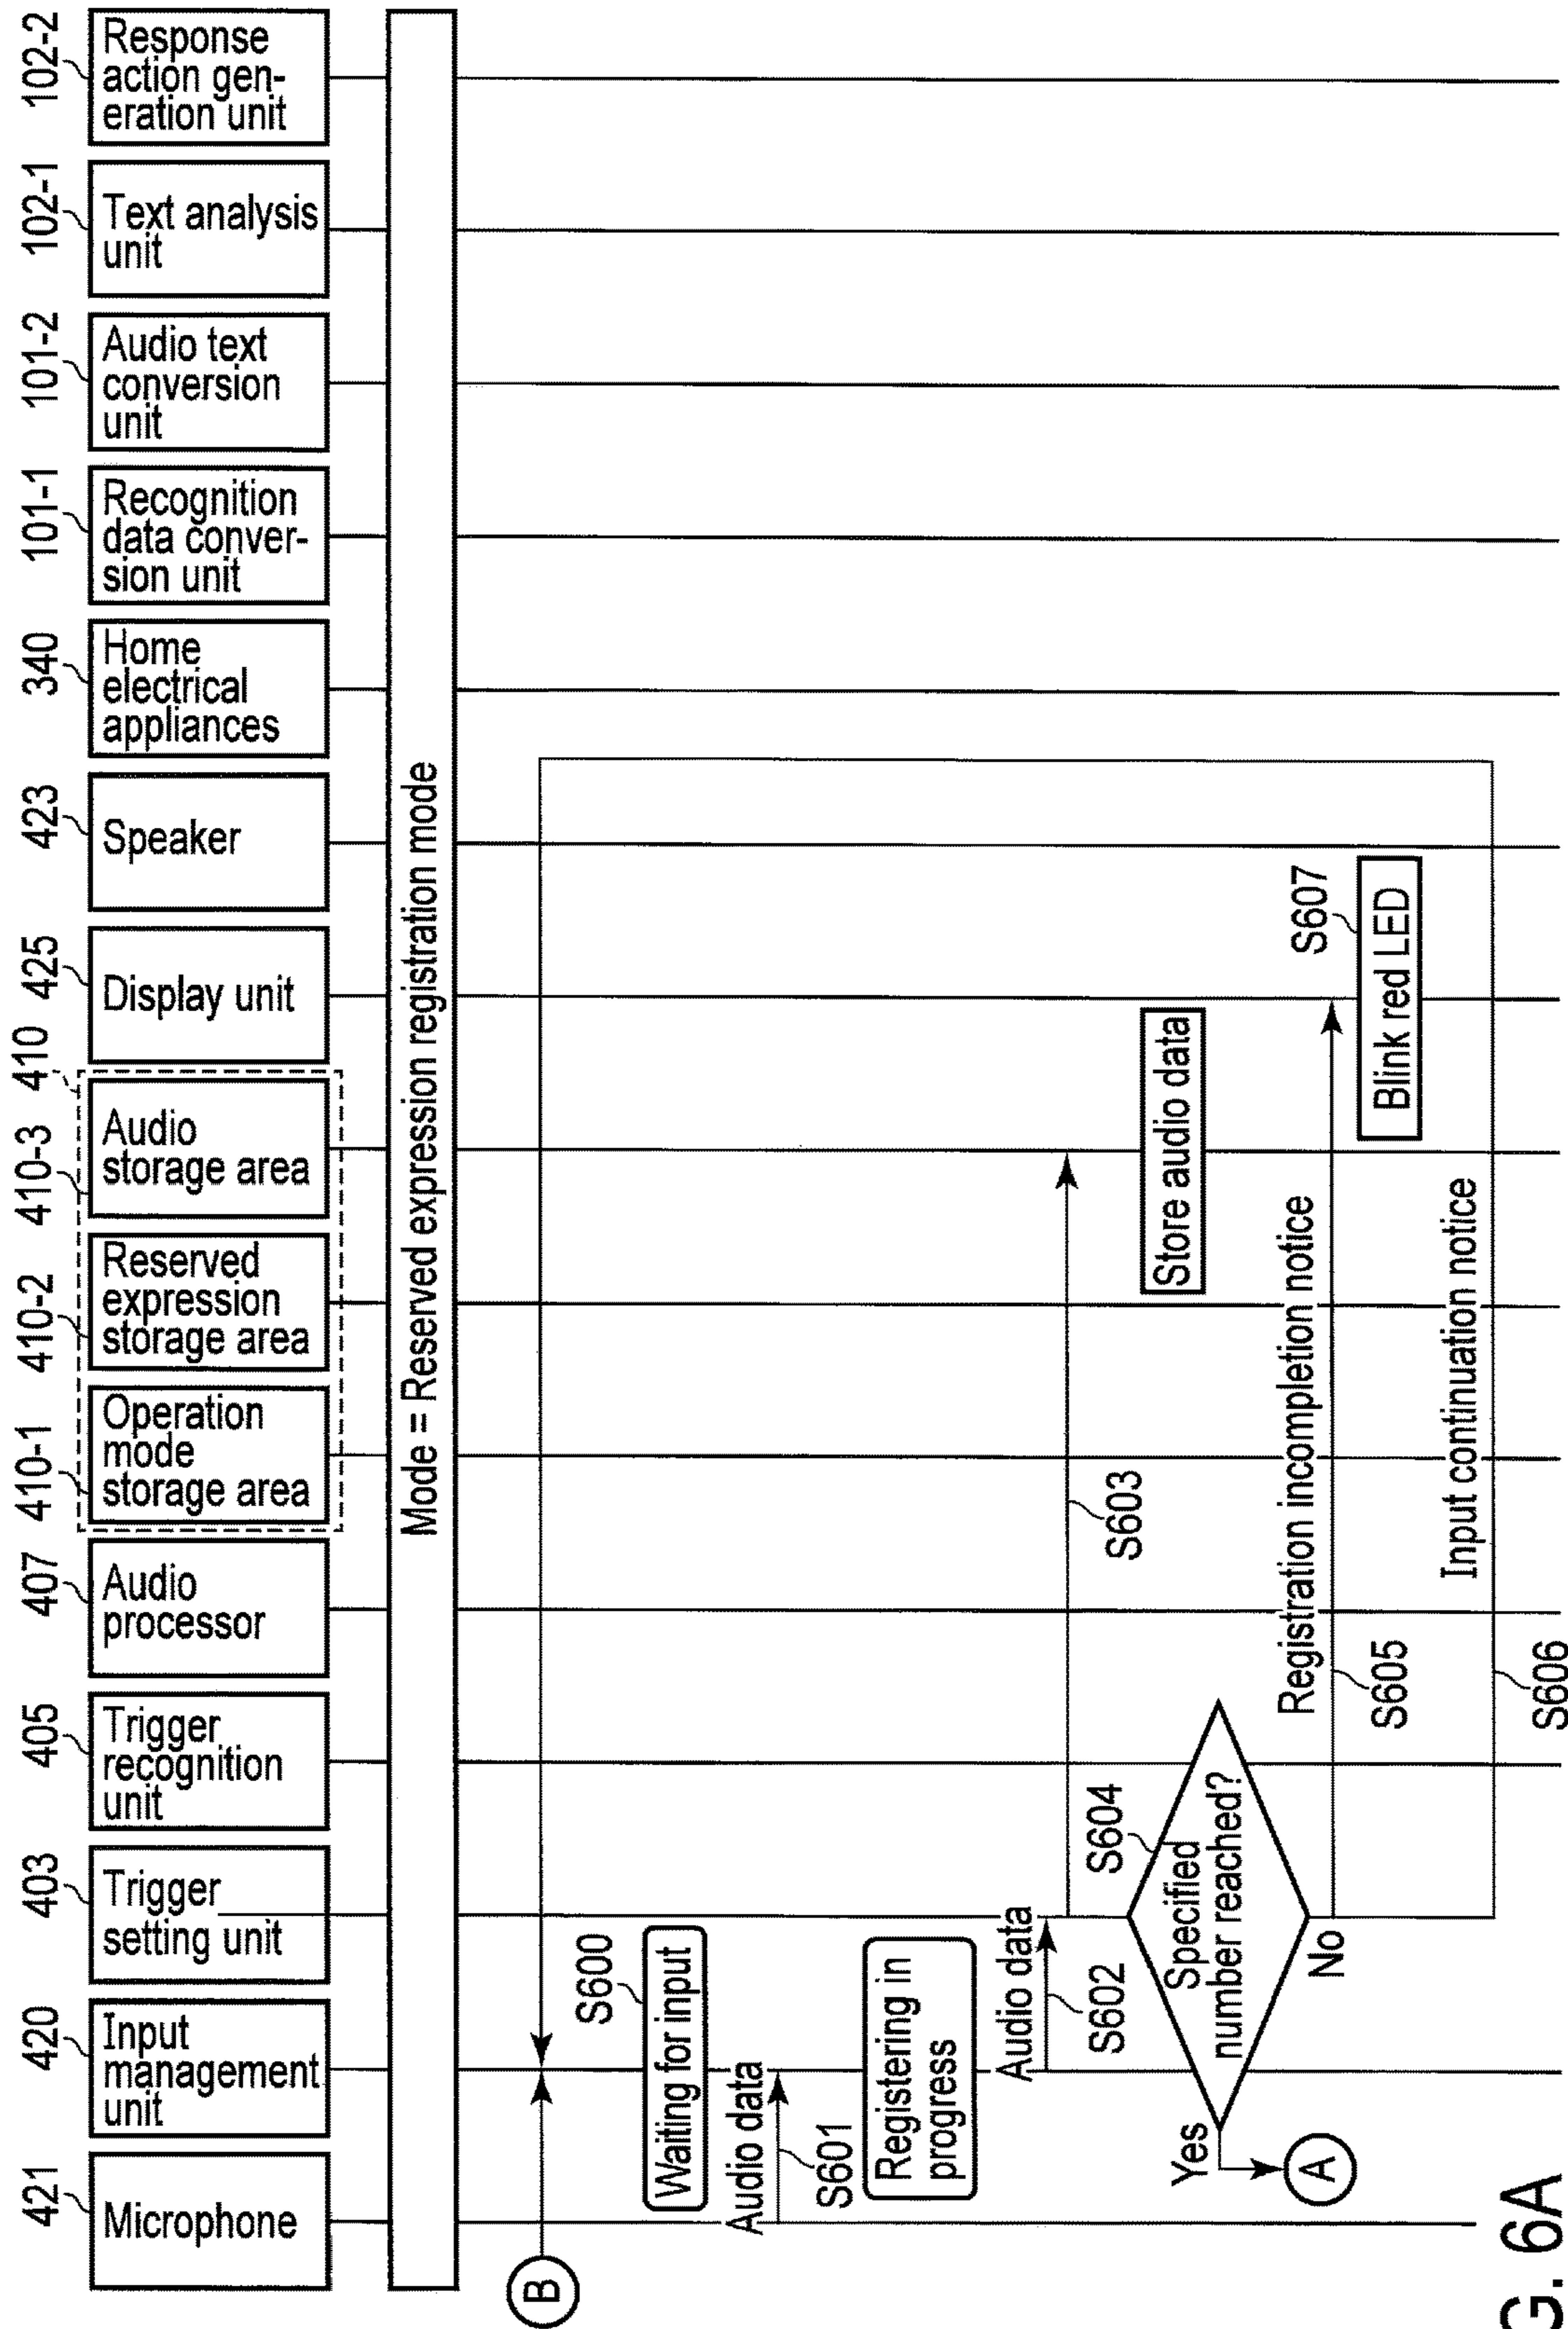 421
Microphone
420
Input
management
unit
403
Trigger
setting unit
405
Trigger
recognition
unit
407
Audio
processor
410-1
Operation
mode
storage area
410-2
Reserved
expression
storage area
410-3
Audio
storage area
410
425
Display unit
423
Speaker
340
Home
electrical
appliances
101-1
Recognition
data conver-
sion unit
101-2
Audio text
conversion
unit
102-1
Text analysis
unit
102-2
Response
action gen-
eration unit
Mode = Reserved expression registration mode
B
S600
Waiting for input
Audio data
S601
Registering in
progress
Audio data
S602
S603
Store audio data
S604
Specified
number reached?
Yes
A
No
Registration incompletion notice
S605
S607
Blink red LED
Input continuation notice
S606
G. 6A